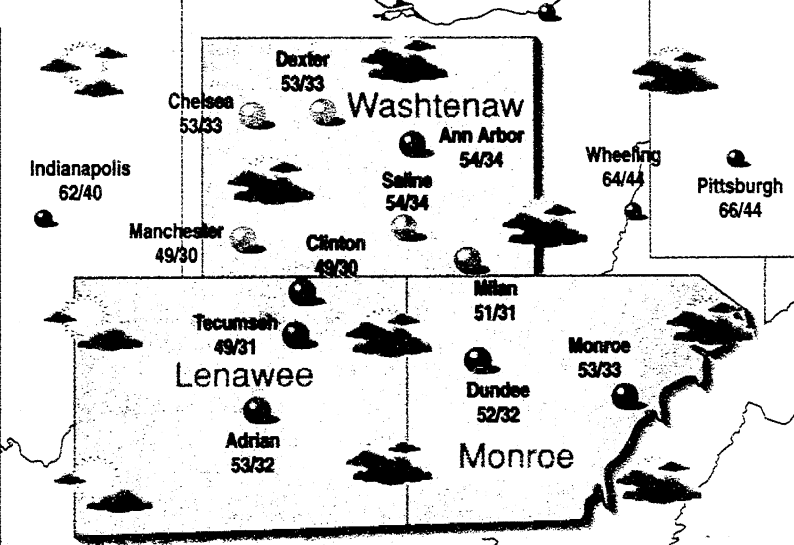 Dexter
53/33
Chelsea
53/33
Washtenaw
Ann Arbor
54/34
Wheeling
64/44
Indianapolis
62/40
Saline
54/34
Pittsburgh
66/44
Manchester
49/30
Clinton
49/30
Milan
51/31
Tecumseh
49/31
Monroe
53/33
Lenawee
Dundee
52/32
Adrian
53/32
Monroe